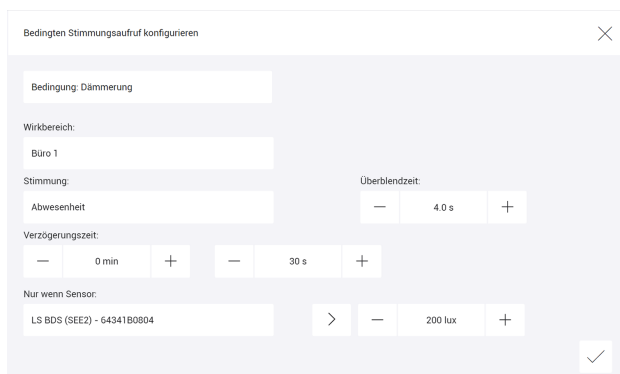 Bedingten Stimmungsaufruf konfigurieren
Bedingung: Dämmerung
Wirkbereich:
Büro 1
Stimmung:
Überblendzeit:
Abwesenheit
— 4.0 s +
Verzögerungszeit:
— 0 min + — 30 s +
Nur wenn Sensor:
LS BDS (SEE2) - 64341B0804 > — 200 lux +